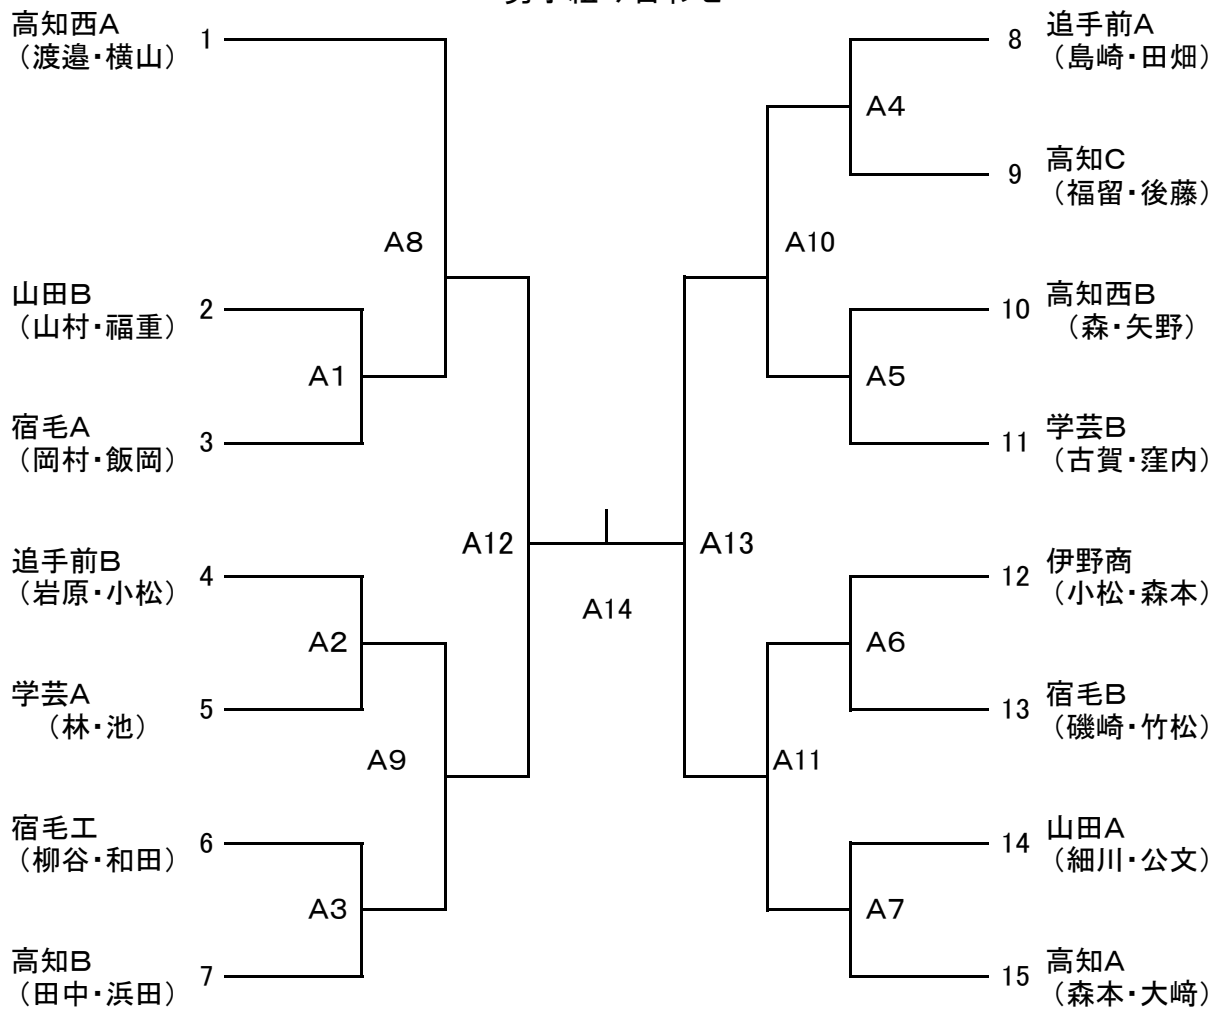 高知西A
（渡邉・横山）
1
山田B
（山村・福重）
2
宿毛A
（岡村・飯岡）
3
追手前B
（岩原・小松）
4
学芸A
（林・池）
5
宿毛工
（柳谷・和田）
6
高知B
（田中・浜田）
7
A8
A1
A12
A2
A9
A3
A14
A4
A10
A5
A13
A6
A11
A7
8
追手前A
（島崎・田畑）
9
高知C
（福留・後藤）
10
高知西B
（森・矢野）
11
学芸B
（古賀・窪内）
12
伊野商
（小松・森本）
13
宿毛B
（磯崎・竹松）
14
山田A
（細川・公文）
15
高知A
（森本・大﨑）